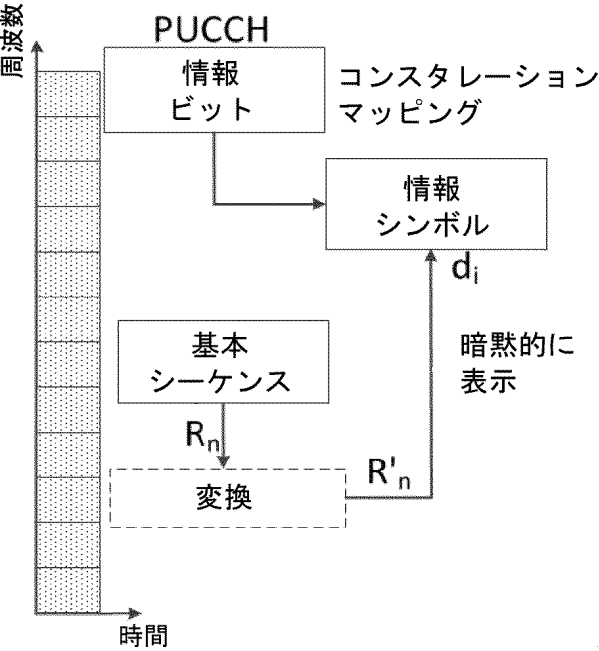 周波数
PUCCH
情報
ビット
コンスタレーション
マッピング
情報
シンボル
di
基本
シーケンス
暗黙的に
表示
Rn
R'n
変換
時間